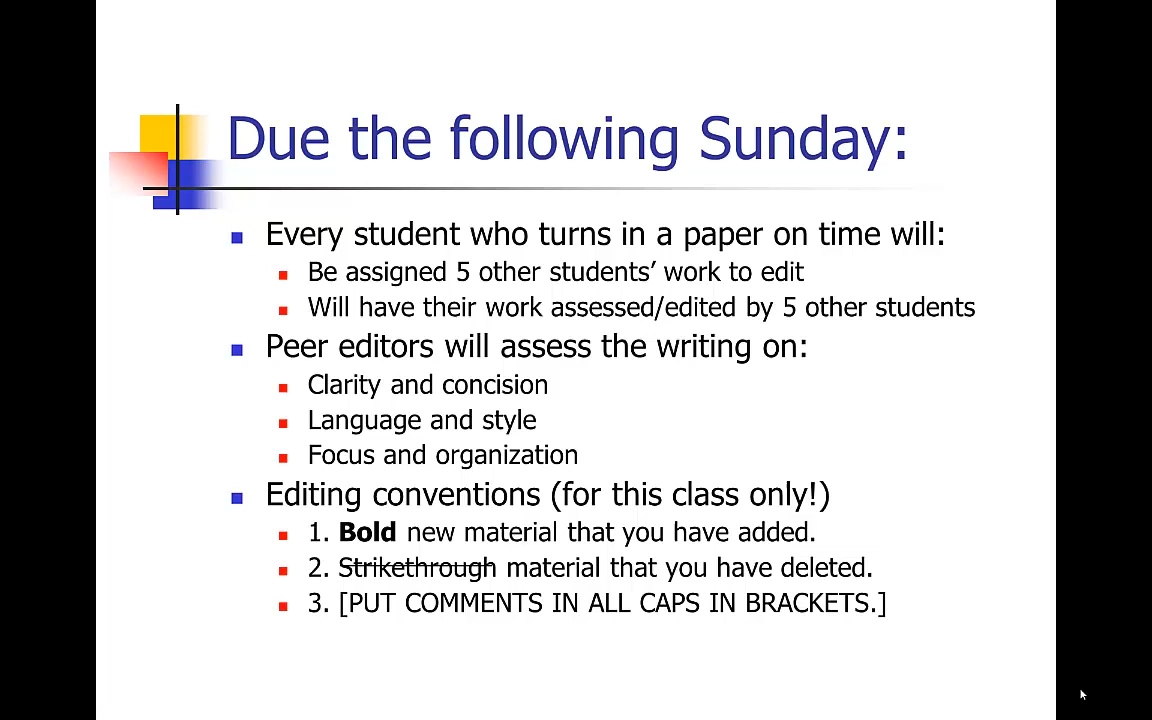 Due the following Sunday:
Every student who turns in a paper on time will:
Be assigned 5 other students’ work to edit
Will have their work assessed/edited by 5 other students
Peer editors will assess the writing on:
Clarity and concision
Language and style
Focus and organization
Editing conventions (for this class only!)
1. Bold new material that you have added.
2. Strikethrough material that you have deleted.
3. [PUT COMMENTS IN ALL CAPS IN BRACKETS.]